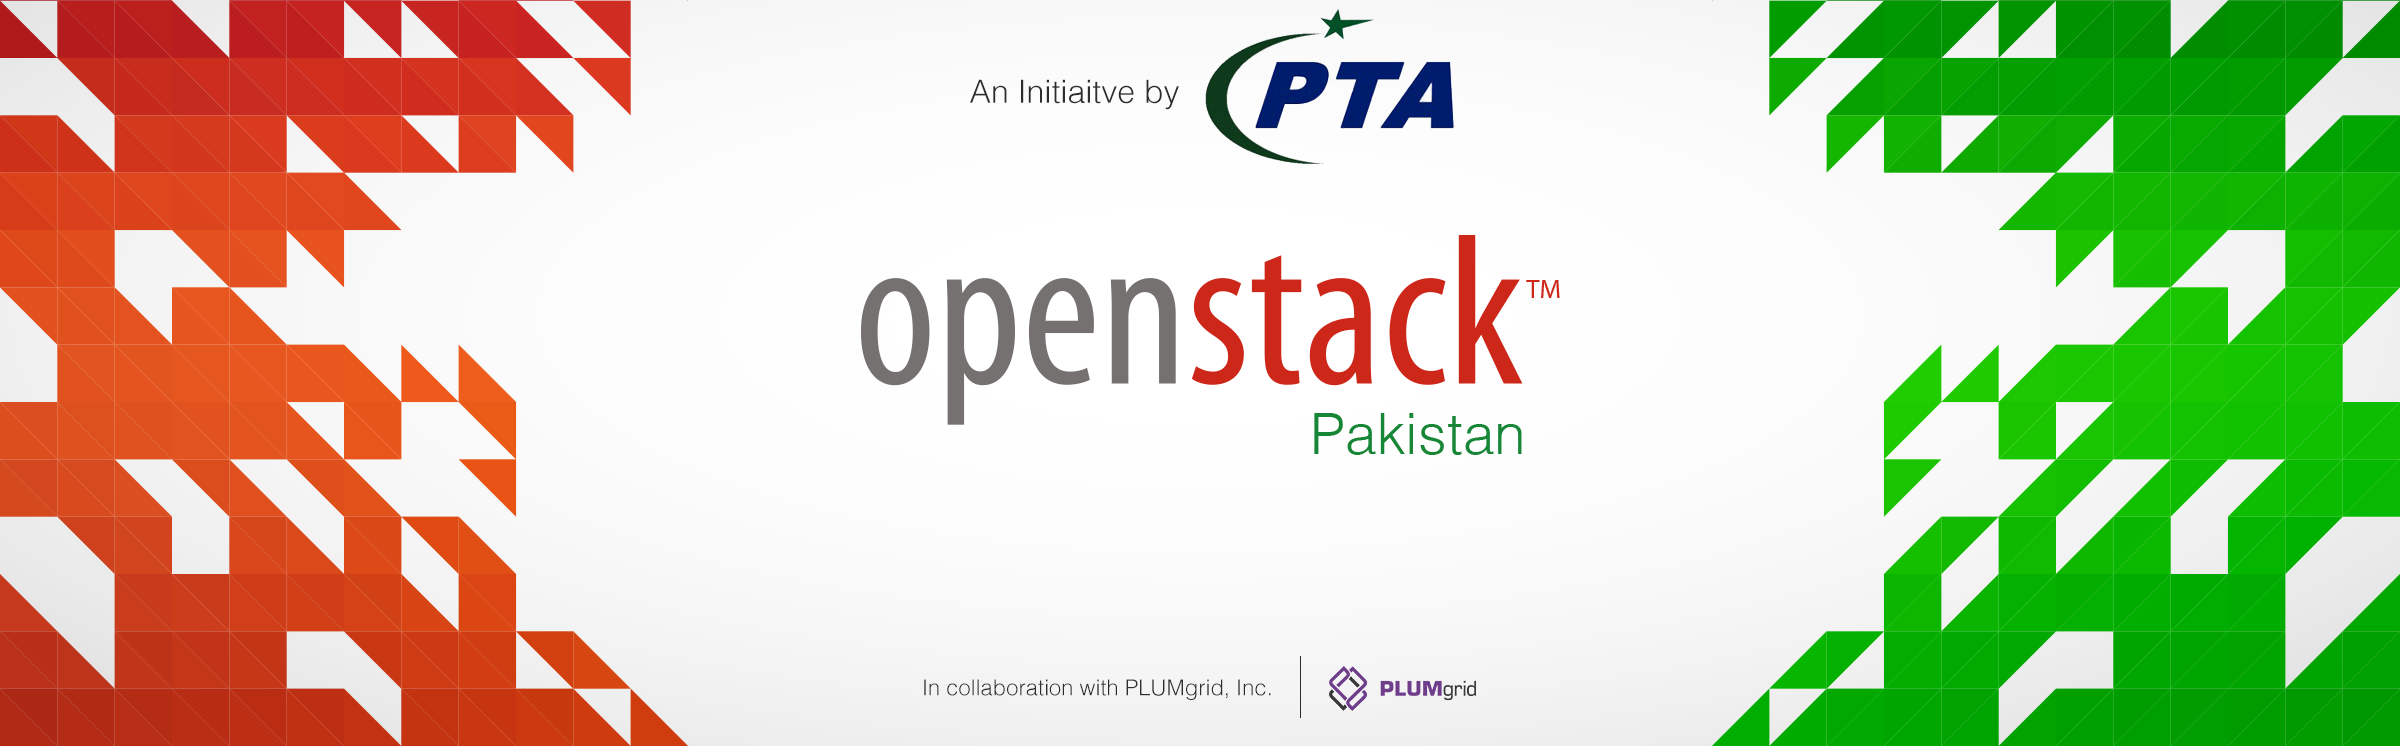 An Initiaitve by PTA
openstack™
Pakistan
In collaboration with PLUMgrid, Inc. PLUMgrid